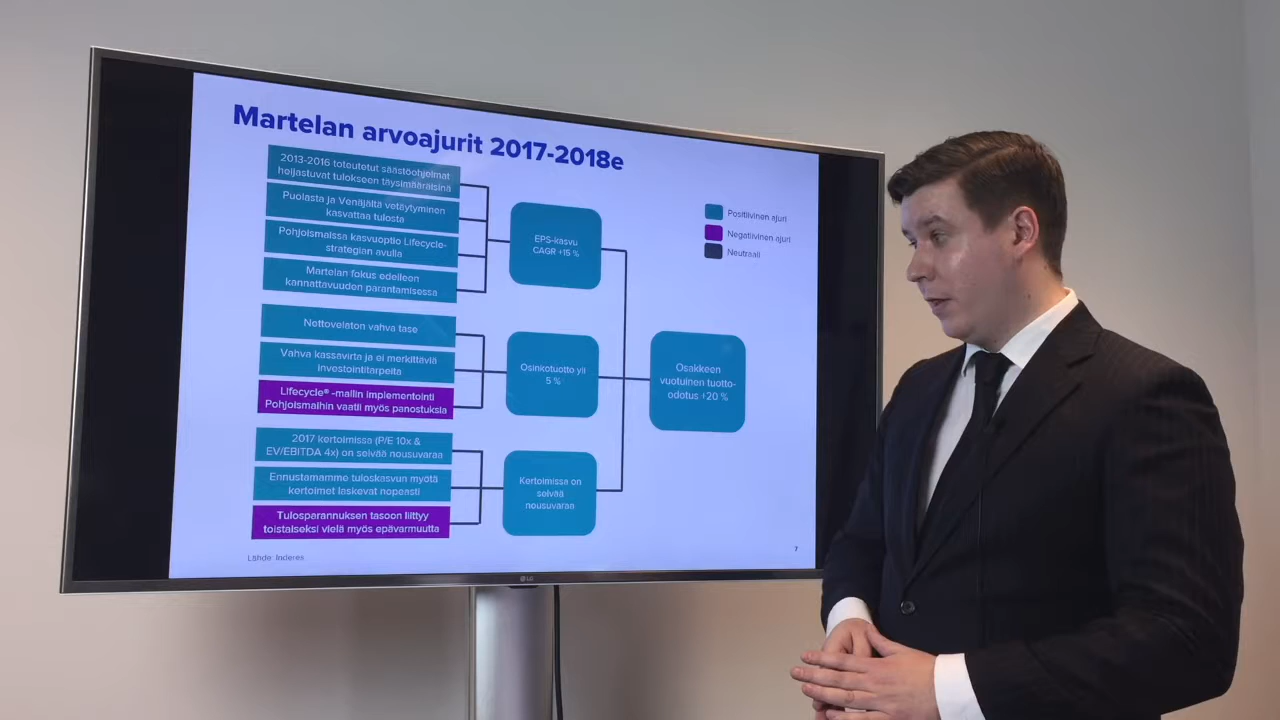 Martelan arvoajurit 2017-2018e
2013-2016 toteutetut säästöohjelmat
heijastuvat tulokseen täysimääräisinä
Puolasta ja Venäjältä vetäytyminen
kasvattaa tulosta
Pohjoismaissa kasvuoptio Lifecycle-
strategian avulla
Martelan fokus edelleen
kannattavuuden parantamisessa
EPS-kasvu
CAGR +15 %
Nettovelaton vahva tase
Vahva kassavirta ja ei merkittäviä
investointitarpeita
Lifecycle® -mallin implementointi
Pohjoismaihin vaatii myös panostuksia
Osinkotuotto yli
5 %
2017 kertoimissa (P/E 10x &
EV/EBITDA 4x) on selvää nousuvaraa
Ennustamamme tuloskasvun myötä
kertoimet laskevat nopeasti
Tulosparannuksen tasoon liittyy
toistaiseksi vielä myös epävarmuutta
Kertoimissa on
selvää
nousuvaraa
Osakkeen
vuotuinen tuotto-
odotus +20 %
Positiivinen ajuri
Negatiivinen ajuri
Neutraali
Lähde: Inderes
7
LG